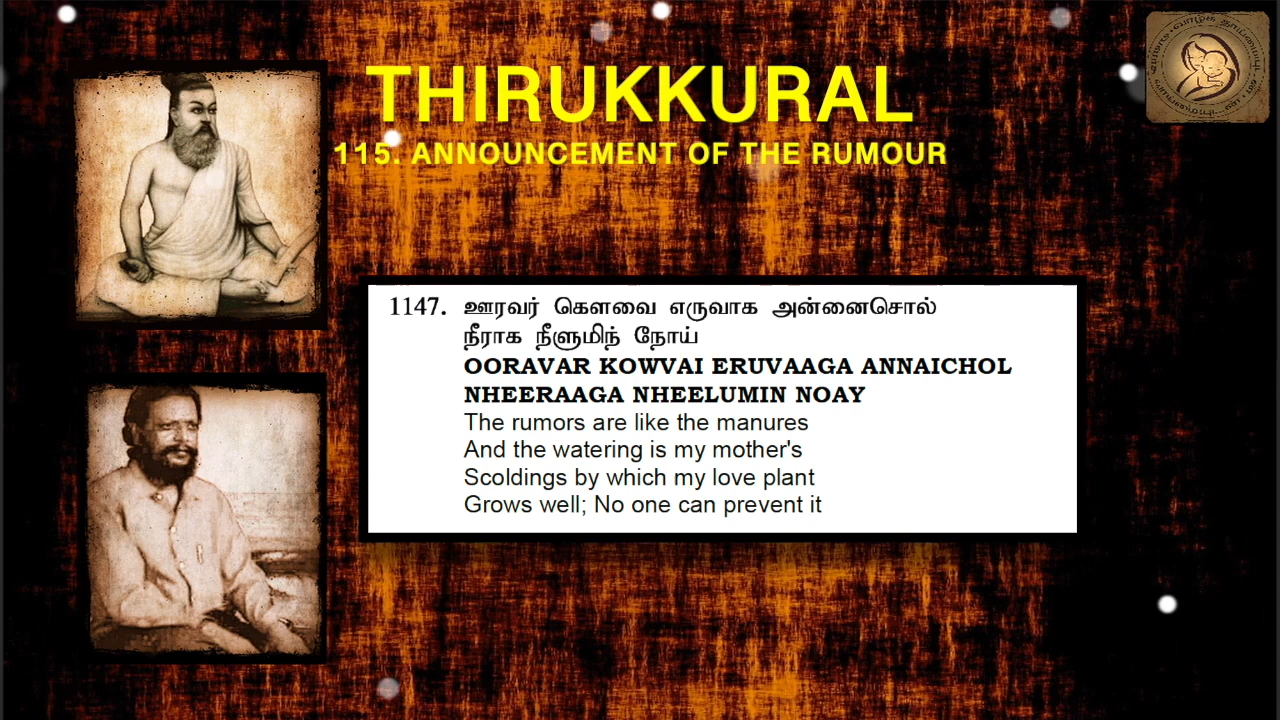 THIRUKKURAL
115. ANNOUNCEMENT OF THE RUMOUR
1147. ஊரவர் கௌவை எருவாக அன்னைசொல்
நீராக நீளுமிந் நோய்
OORAVAR KOWVAI ERUVAAGA ANNAICHOL
NHEERAAGA NHEELUMIN NOAY
The rumors are like the manures
And the watering is my mother's
Scoldings by which my love plant
Grows well; No one can prevent it